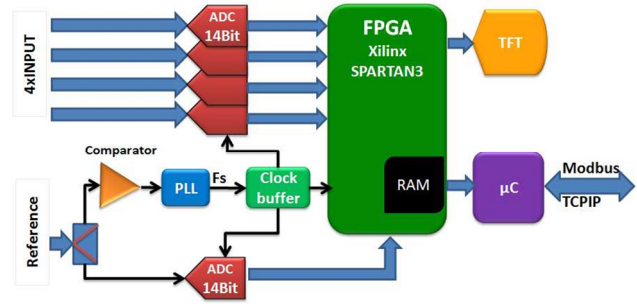 4xINPUT
ADC
14Bit
FPGA
Xilinx
SPARTAN3
TFT
Comparator
PLL
Fs
Clock
buffer
RAM
µC
Modbus
TCPIP
Reference
ADC
14Bit